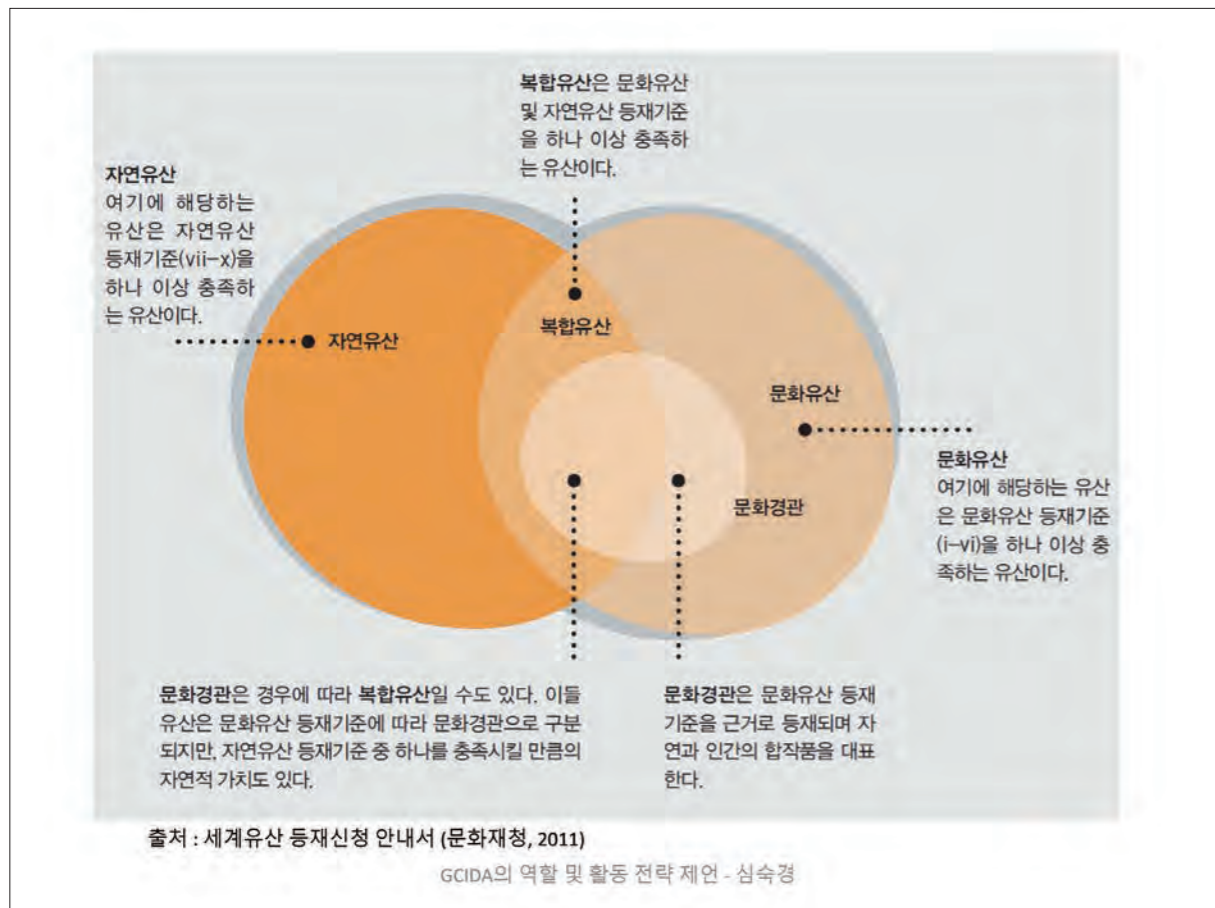 복합유산은 문화유산
및 자연유산 등재기준
을 하나 이상 충족하
는 유산이다.
자연유산
여기에 해당하는
유산은 자연유산
등재기준(vii–x)을
하나 이상 충족하
는 유산이다.
자연유산
복합유산
문화유산
문화경관
문화유산
여기에 해당하는 유산
은 문화유산 등재기준
(i–vi)을 하나 이상 충
족하는 유산이다.
문화경관은 경우에 따라 복합유산일 수도 있다. 이들
유산은 문화유산 등재기준에 따라 문화경관으로 구분
되지만, 자연유산 등재기준 중 하나를 충족시킬 만큼의
자연적 가치도 있다.
문화경관은 문화유산 등재
기준을 근거로 등재되며 자
연과 인간의 합작품을 대표
한다.
출처 : 세계유산 등재신청 안내서 (문화재청, 2011)
GCIDA의 역할 및 활동 전략 제언 - 심숙경